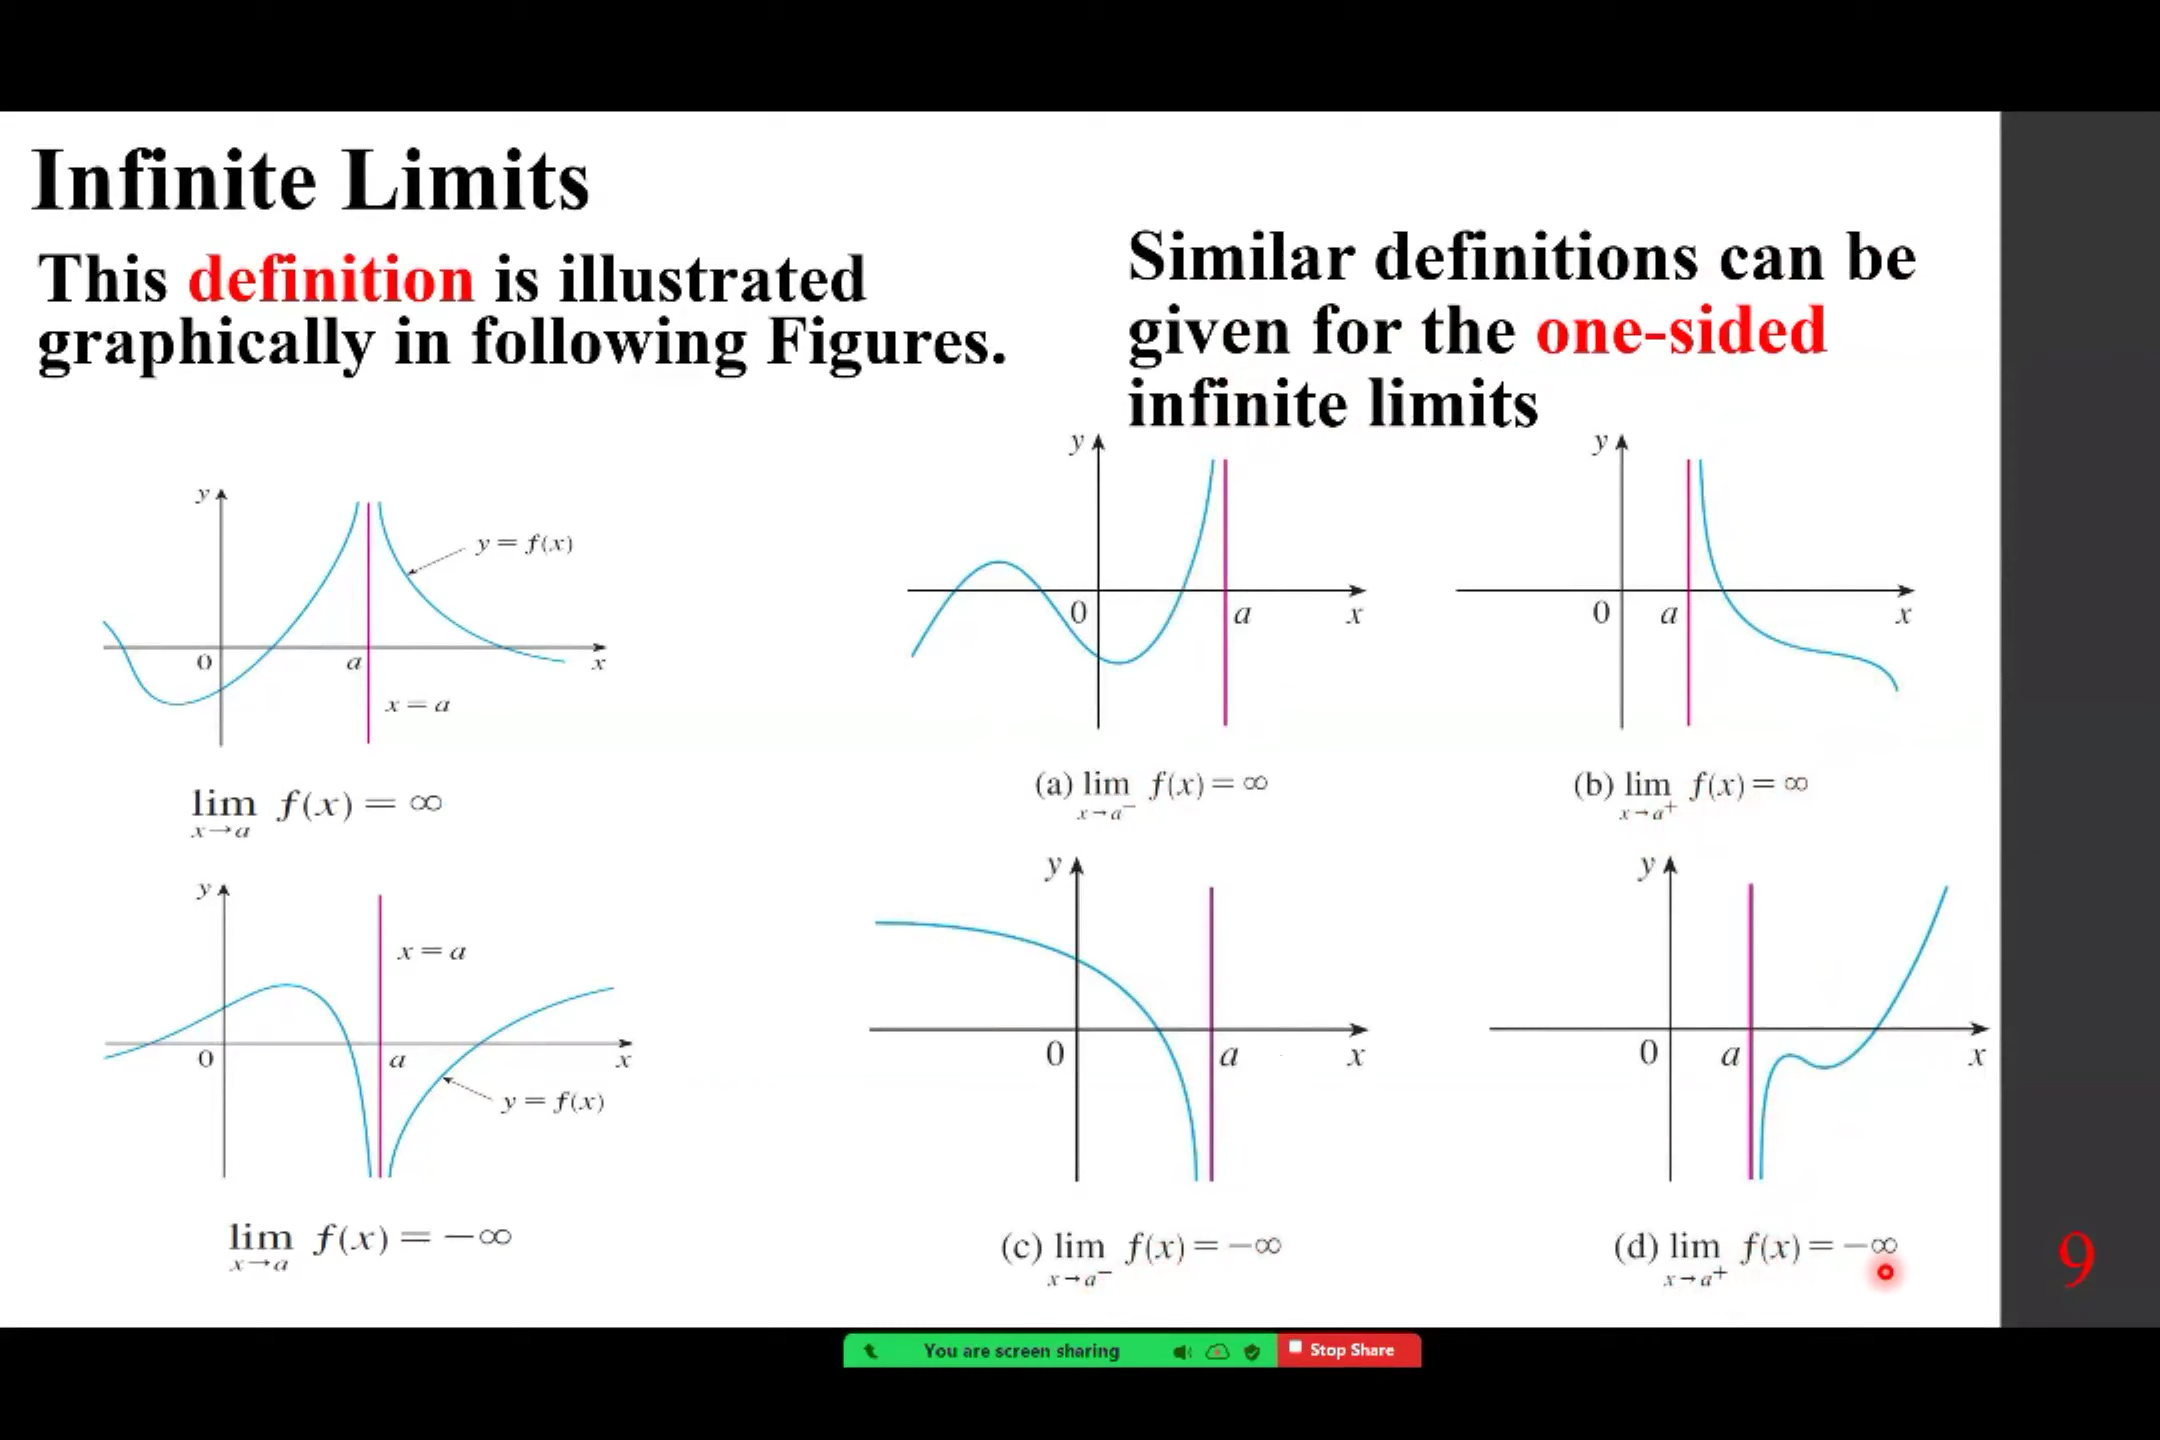 Infinite Limits
This definition is illustrated
graphically in following Figures.
Similar definitions can be
given for the one-sided
infinite limits
y
y = f(x)
0
a
x
x = a
lim f(x) = ∞
x→a
y
x = a
0
a
x
y = f(x)
lim f(x) = −∞
x→a
y
0
a
x
(a) lim f(x) = ∞
x→a⁻
y
0
a
x
(b) lim f(x) = ∞
x→a⁺
y
0
a
x
(c) lim f(x) = −∞
x→a⁻
y
0
a
x
(d) lim f(x) = −∞
x→a⁺
9
You are screen sharing
Stop Share